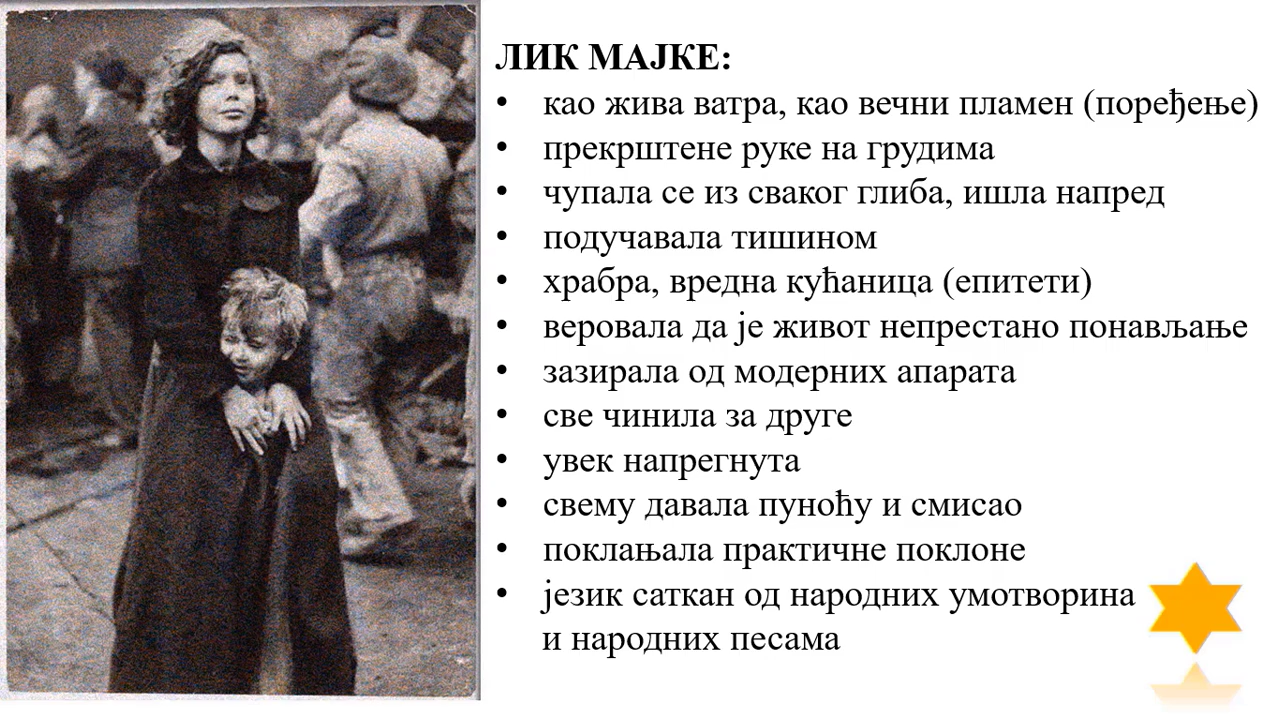 ЛИК МАЈКЕ:
• као жива ватра, као вечни пламен (поређење)
• прекрштене руке на грудима
• чупала се из сваког глиба, ишла напред
• подучавала тишином
• храбра, вредна кућаница (епитети)
• веровала да је живот непрестано понављање
• зазирала од модерних апарата
• све чинила за друге
• увек напрегнута
• свему давала пуноћу и смисао
• поклањала практичне поклоне
• језик саткан од народних умотворина
и народних песама